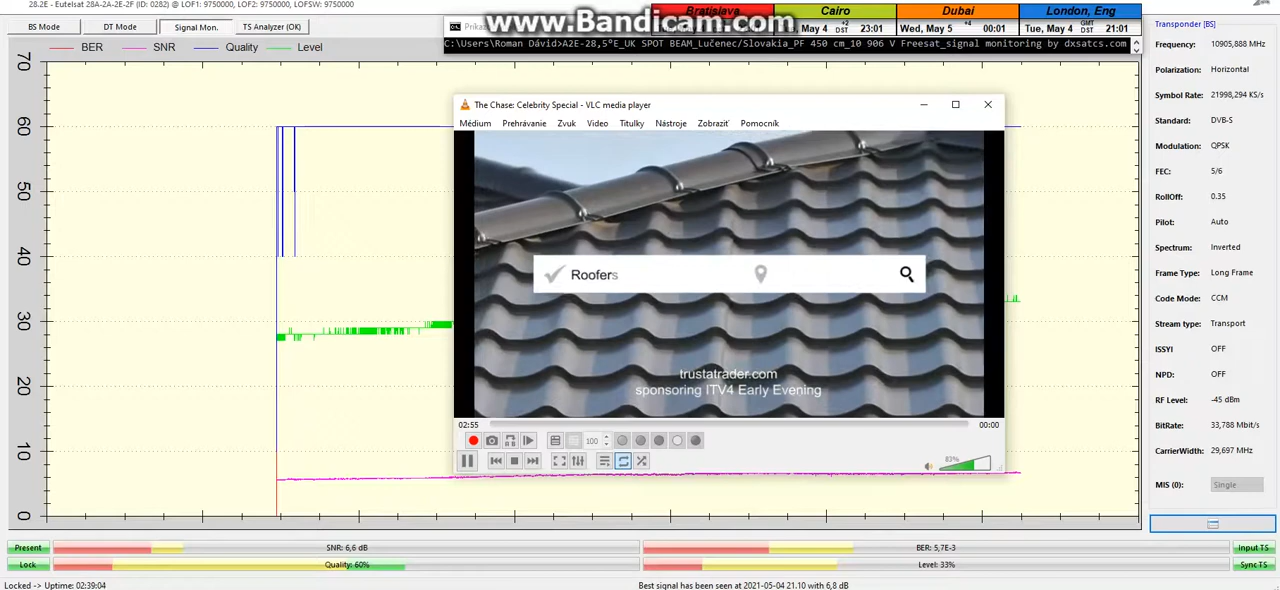 28.2E - Eutelsat 28A-2A-2E-2F (ID: 0282) @ LOF1: 9750000, LOF2: 9750000, LOFSW: 9750000
www.Bandicam.com
Bratislava Cairo Dubai London, Eng
May 4 +2 DST 23:01 Wed, May 5 +4 00:01 Tue, May 4 GMT DST 21:01
BS Mode DT Mode Signal Mon. TS Analyzer (OK)
C:\Users\Roman Dávid>A2E-28,5°E_UK SPOT BEAM_Lučenec/Slovakia_PF 450 cm_10 906 V Freesat_signal monitoring by dxsatcs.com
BER SNR Quality Level
70
60
50
40
30
20
10
0
The Chase: Celebrity Special - VLC media player
Médium Prehrávanie Zvuk Video Titulky Nástroje Zobraziť Pomocník
Roofers
trustatrader.com
sponsoring ITV4 Early Evening
02:55 00:00
100
82%
Transponder [BS]
Frequency: 10905,888 MHz
Polarization: Horizontal
Symbol Rate: 21998,294 KS/s
Standard: DVB-S
Modulation: QPSK
FEC: 5/6
RollOff: 0.35
Pilot: Auto
Spectrum: Inverted
Frame Type: Long Frame
Code Mode: CCM
Stream type: Transport
ISSYI OFF
NPD: OFF
RF Level: -45 dBm
BitRate: 33,788 Mbit/s
CarrierWidth: 29,697 MHz
MIS (0): Single
Present SNR: 6,6 dB BER: 5,7E-3 Input TS
Lock Quality: 60% Level: 33% Sync TS
Locked -> Uptime: 02:39:04 Best signal has been seen at 2021-05-04 21.10 with 6,8 dB